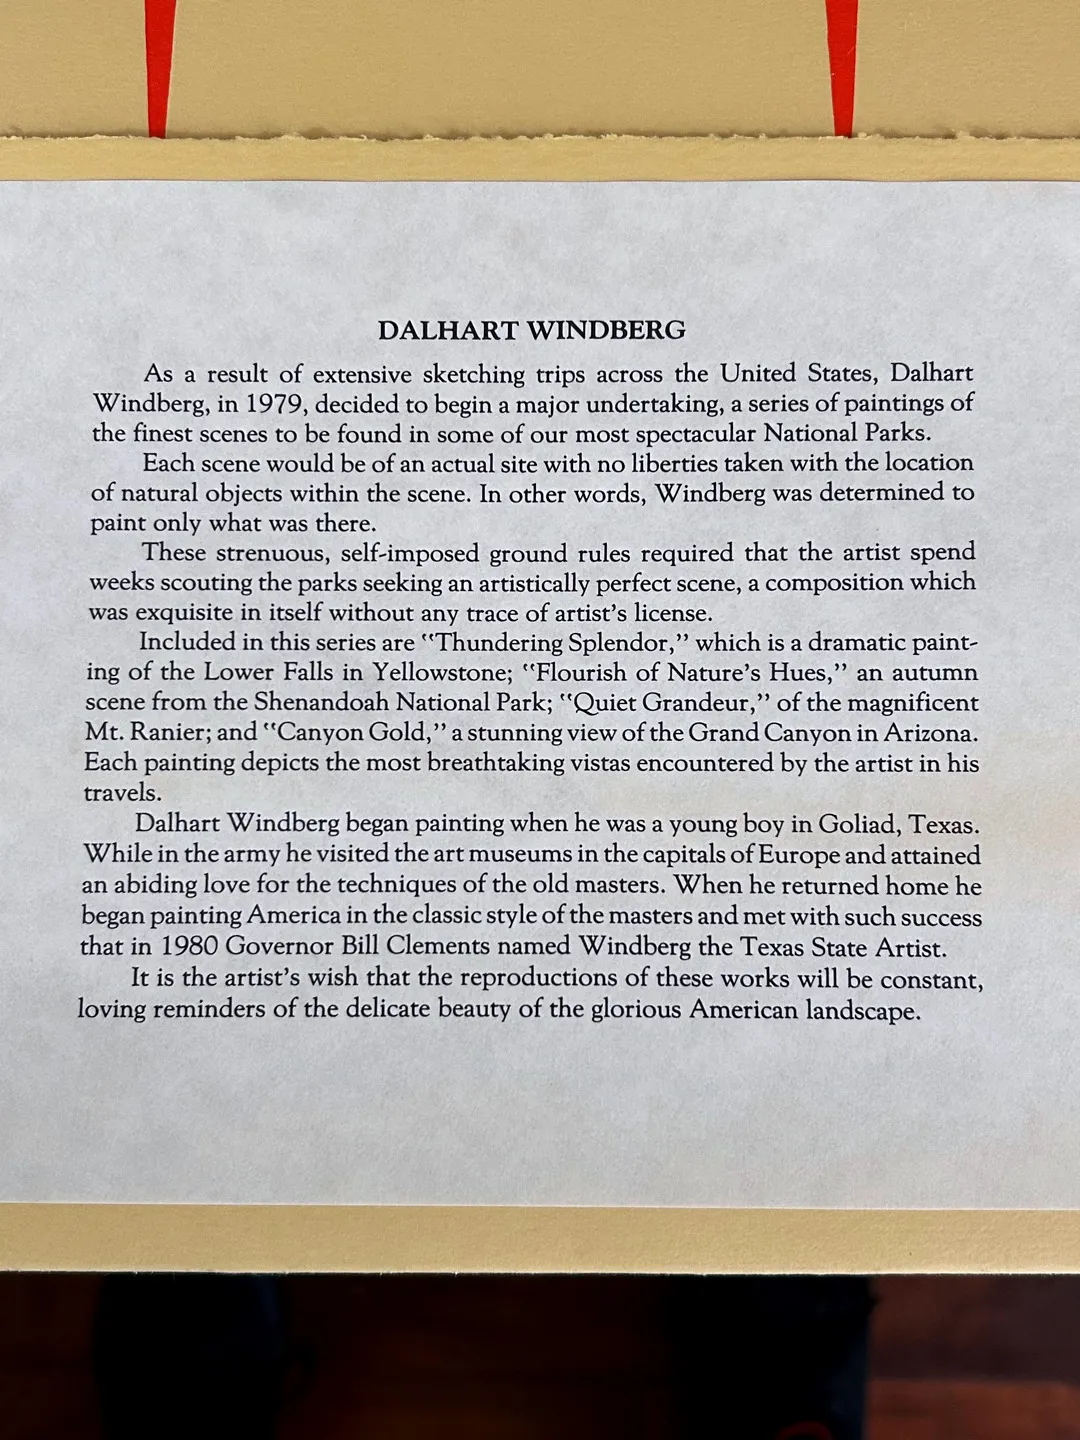 DALHART WINDBERG
As a result of extensive sketching trips across the United States, Dalhart
Windberg, in 1979, decided to begin a major undertaking, a series of paintings of
the finest scenes to be found in some of our most spectacular National Parks.
Each scene would be of an actual site with no liberties taken with the location
of natural objects within the scene. In other words, Windberg was determined to
paint only what was there.
These strenuous, self-imposed ground rules required that the artist spend
weeks scouting the parks seeking an artistically perfect scene, a composition which
was exquisite in itself without any trace of artist's license.
Included in this series are "Thundering Splendor," which is a dramatic paint-
ing of the Lower Falls in Yellowstone; "Flourish of Nature's Hues," an autumn
scene from the Shenandoah National Park; "Quiet Grandeur," of the magnificent
Mt. Ranier; and "Canyon Gold," a stunning view of the Grand Canyon in Arizona.
Each painting depicts the most breathtaking vistas encountered by the artist in his
travels.
Dalhart Windberg began painting when he was a young boy in Goliad, Texas.
While in the army he visited the art museums in the capitals of Europe and attained
an abiding love for the techniques of the old masters. When he returned home he
began painting America in the classic style of the masters and met with such success
that in 1980 Governor Bill Clements named Windberg the Texas State Artist.
It is the artist's wish that the reproductions of these works will be constant,
loving reminders of the delicate beauty of the glorious American landscape.